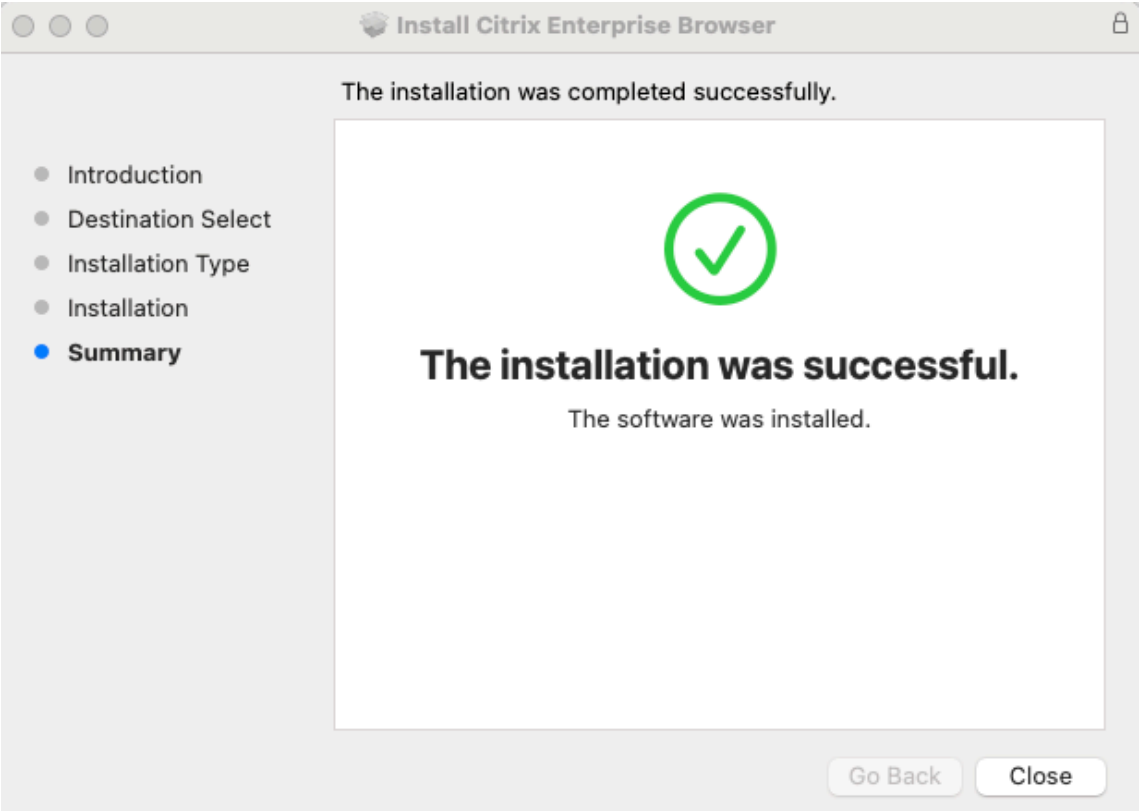 Install Citrix Enterprise Browser
The installation was completed successfully.
Introduction
Destination Select
Installation Type
Installation
Summary
The installation was successful.
The software was installed.
Go Back
Close